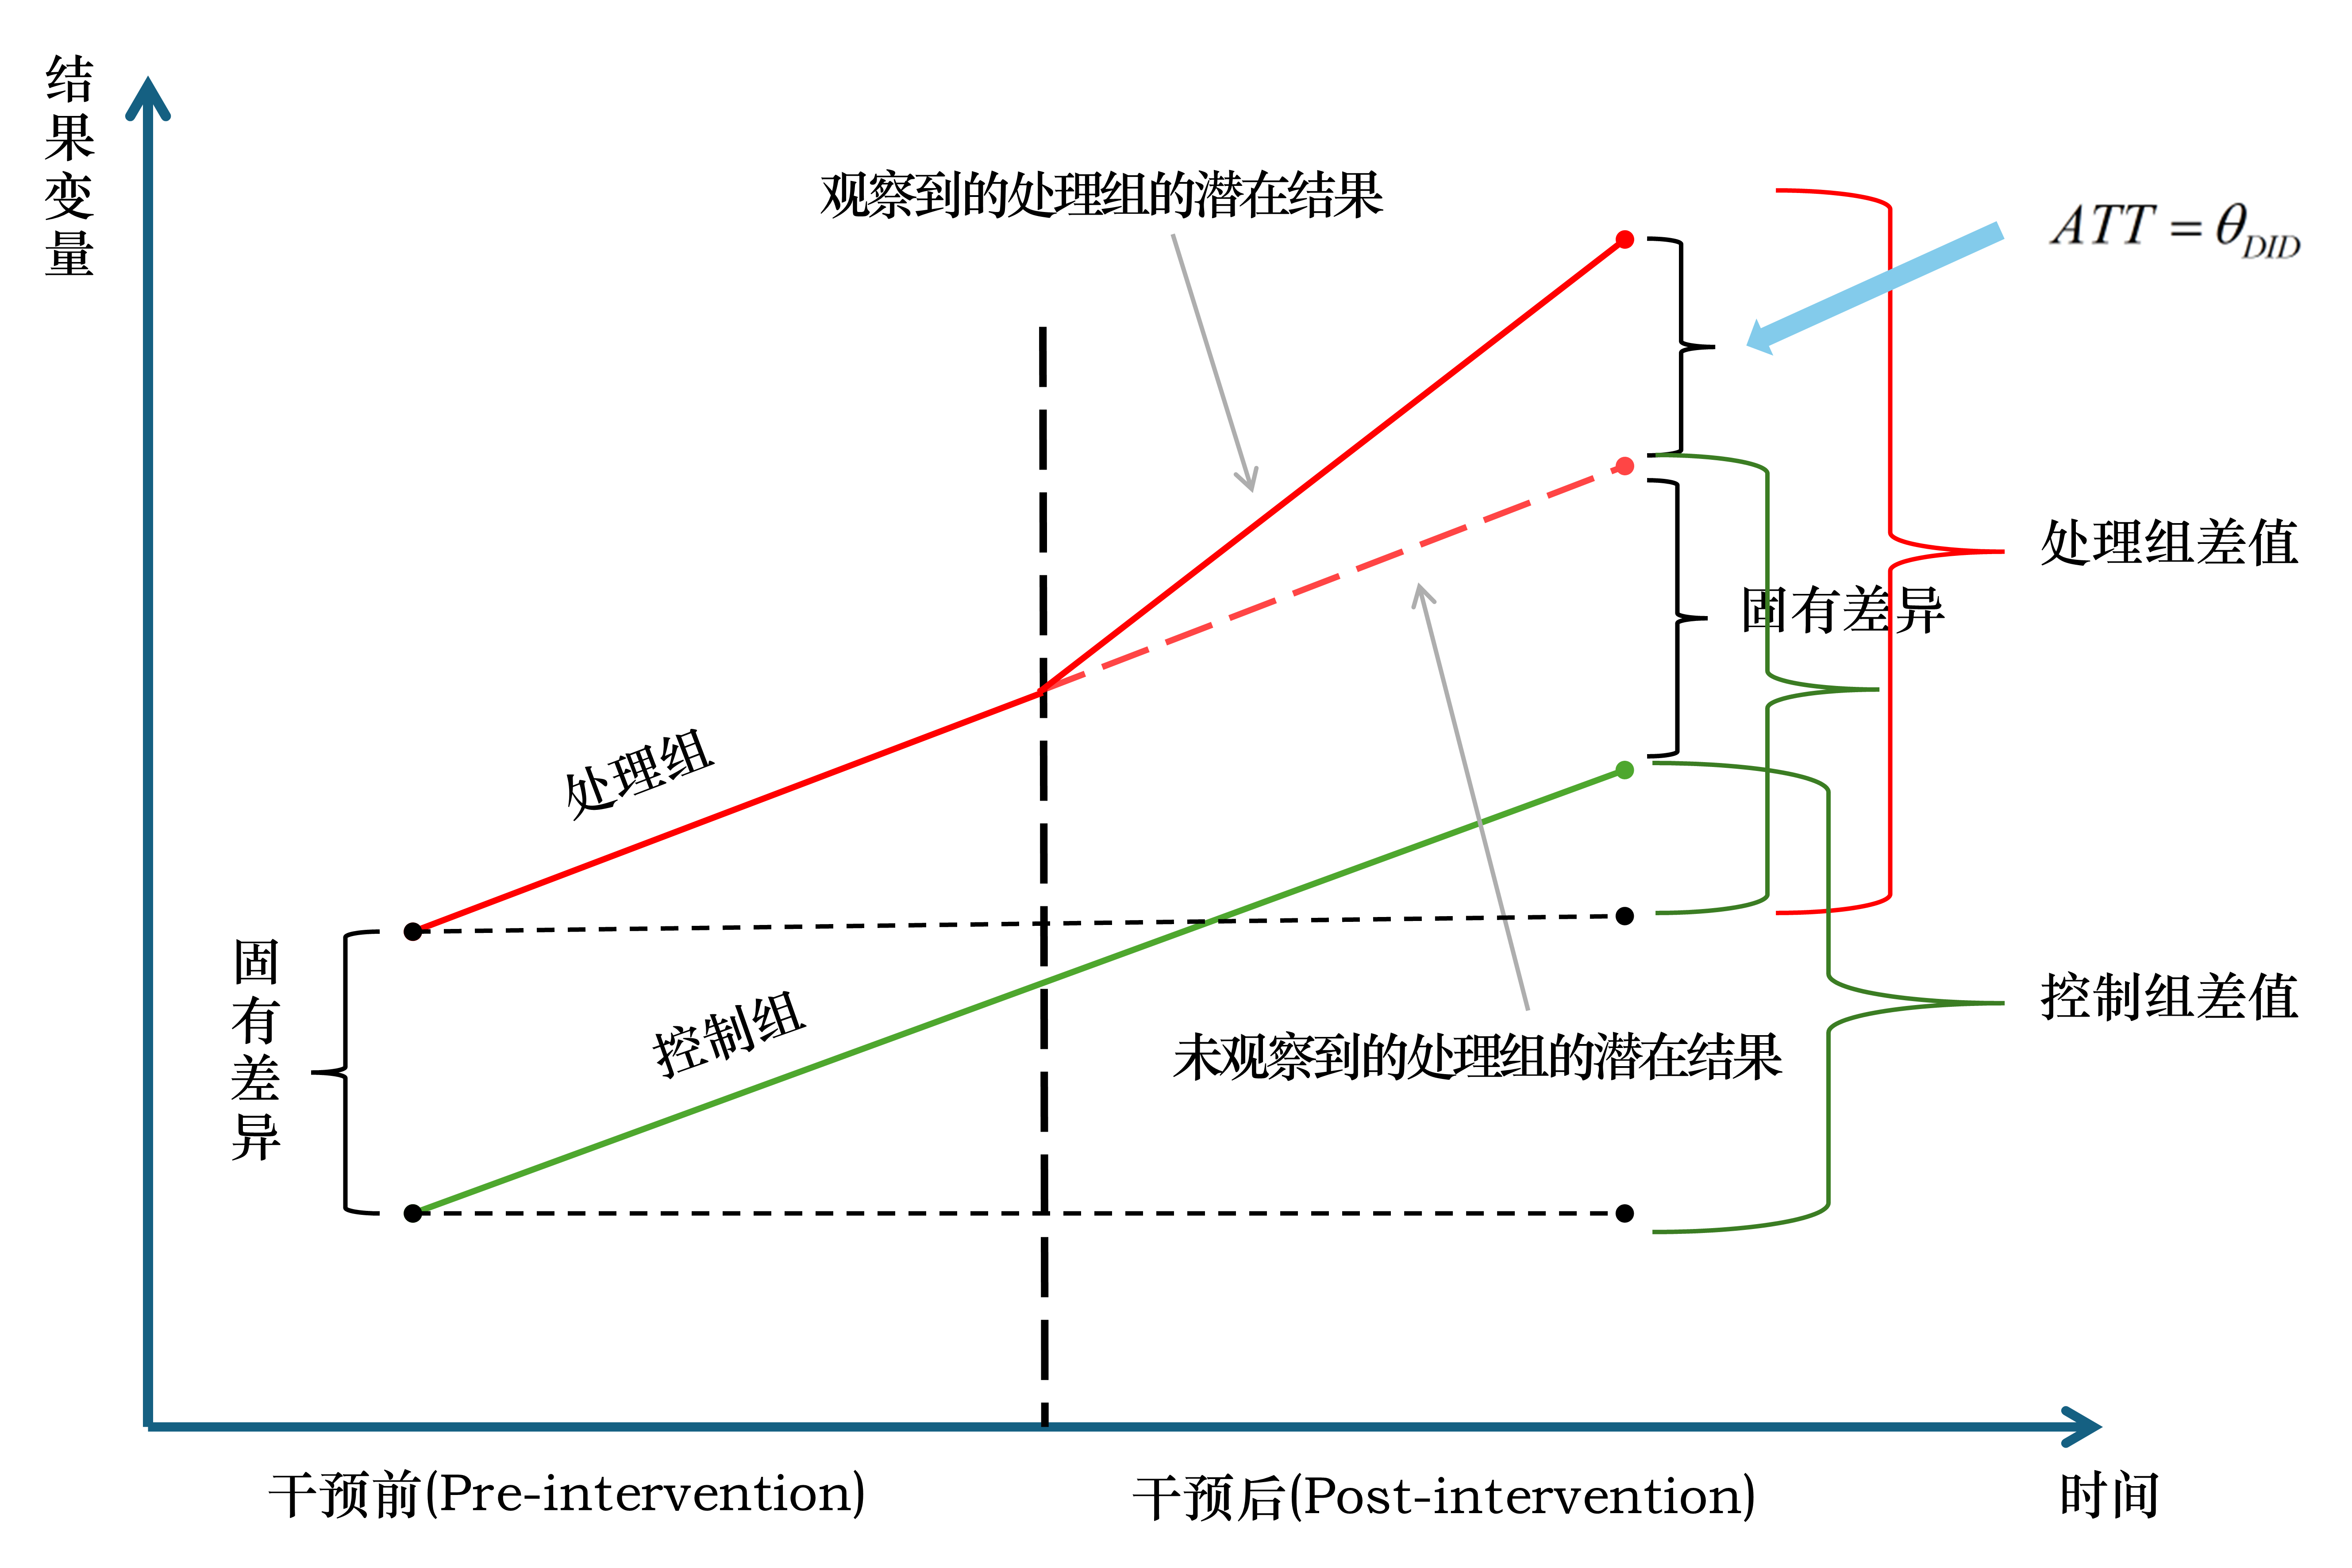 结果变量
观察到的处理组的潜在结果
ATT = θDID
处理组差值
固有差异
处理组
固有差异
控制组
控制组差值
未观察到的处理组的潜在结果
干预前(Pre-intervention)
干预后(Post-intervention)
时间